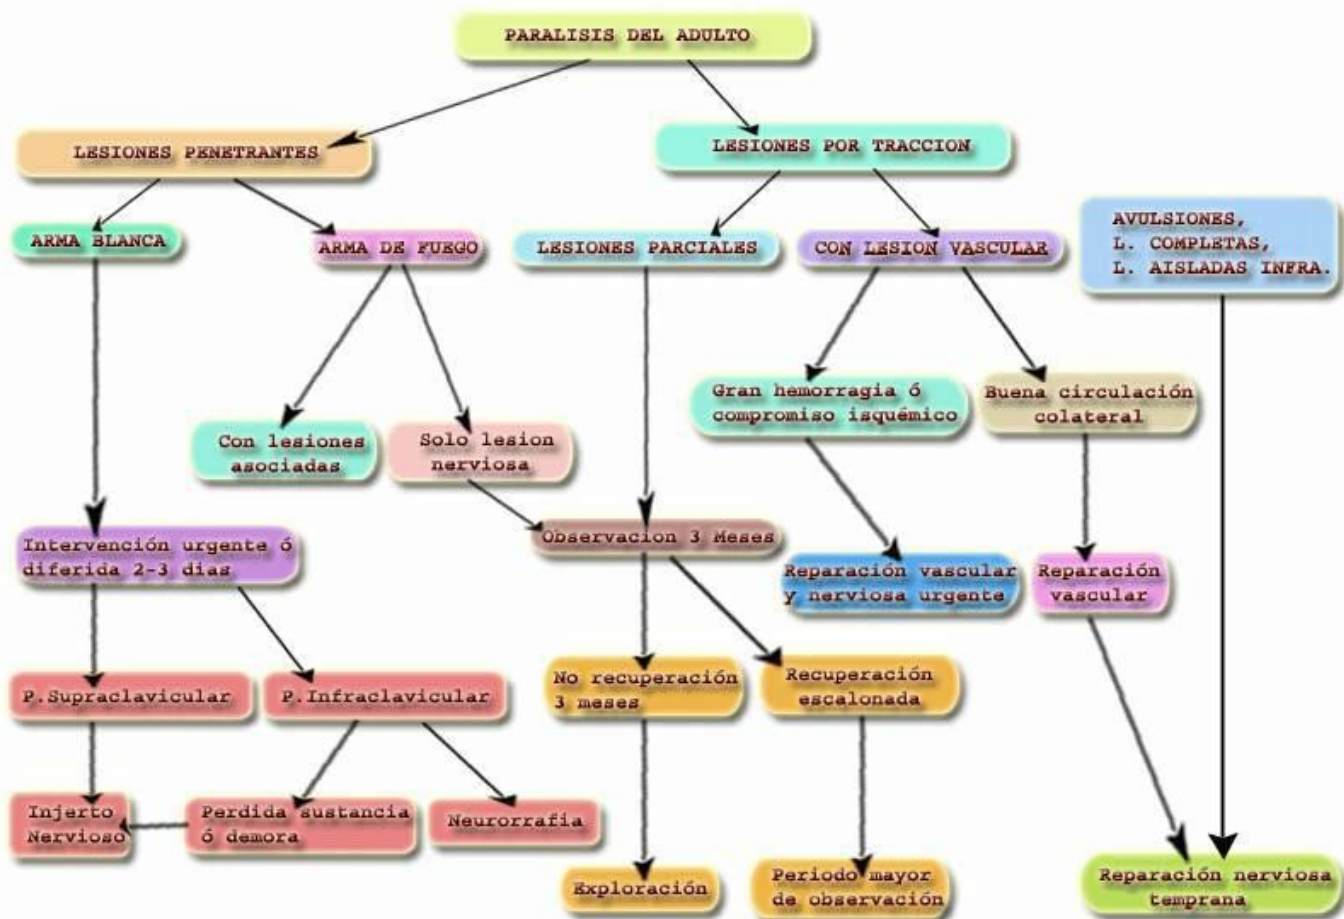 PARALISIS DEL ADULTO
LESIONES PENETRANTES
LESIONES POR TRACCION
ARMA BLANCA
ARMA DE FUEGO
LESIONES PARCIALES
CON LESION VASCULAR
AVULSIONES,
L. COMPLETAS,
L. AISLADAS INFRA.
Gran hemorragia ó
compromiso isquémico
Buena circulación
colateral
Con lesiones
asociadas
Solo lesion
nerviosa
Intervención urgente ó
diferida 2-3 dias
Observacion 3 Meses
Reparación vascular
y nerviosa urgente
Reparación
vascular
P.Supraclavicular
P.Infraclavicular
No recuperación
3 meses
Recuperación
escalonada
Injerto
Nervioso
Perdida sustancia
ó demora
Neurorrafia
Exploración
Periodo mayor
de observación
Reparación nerviosa
temprana